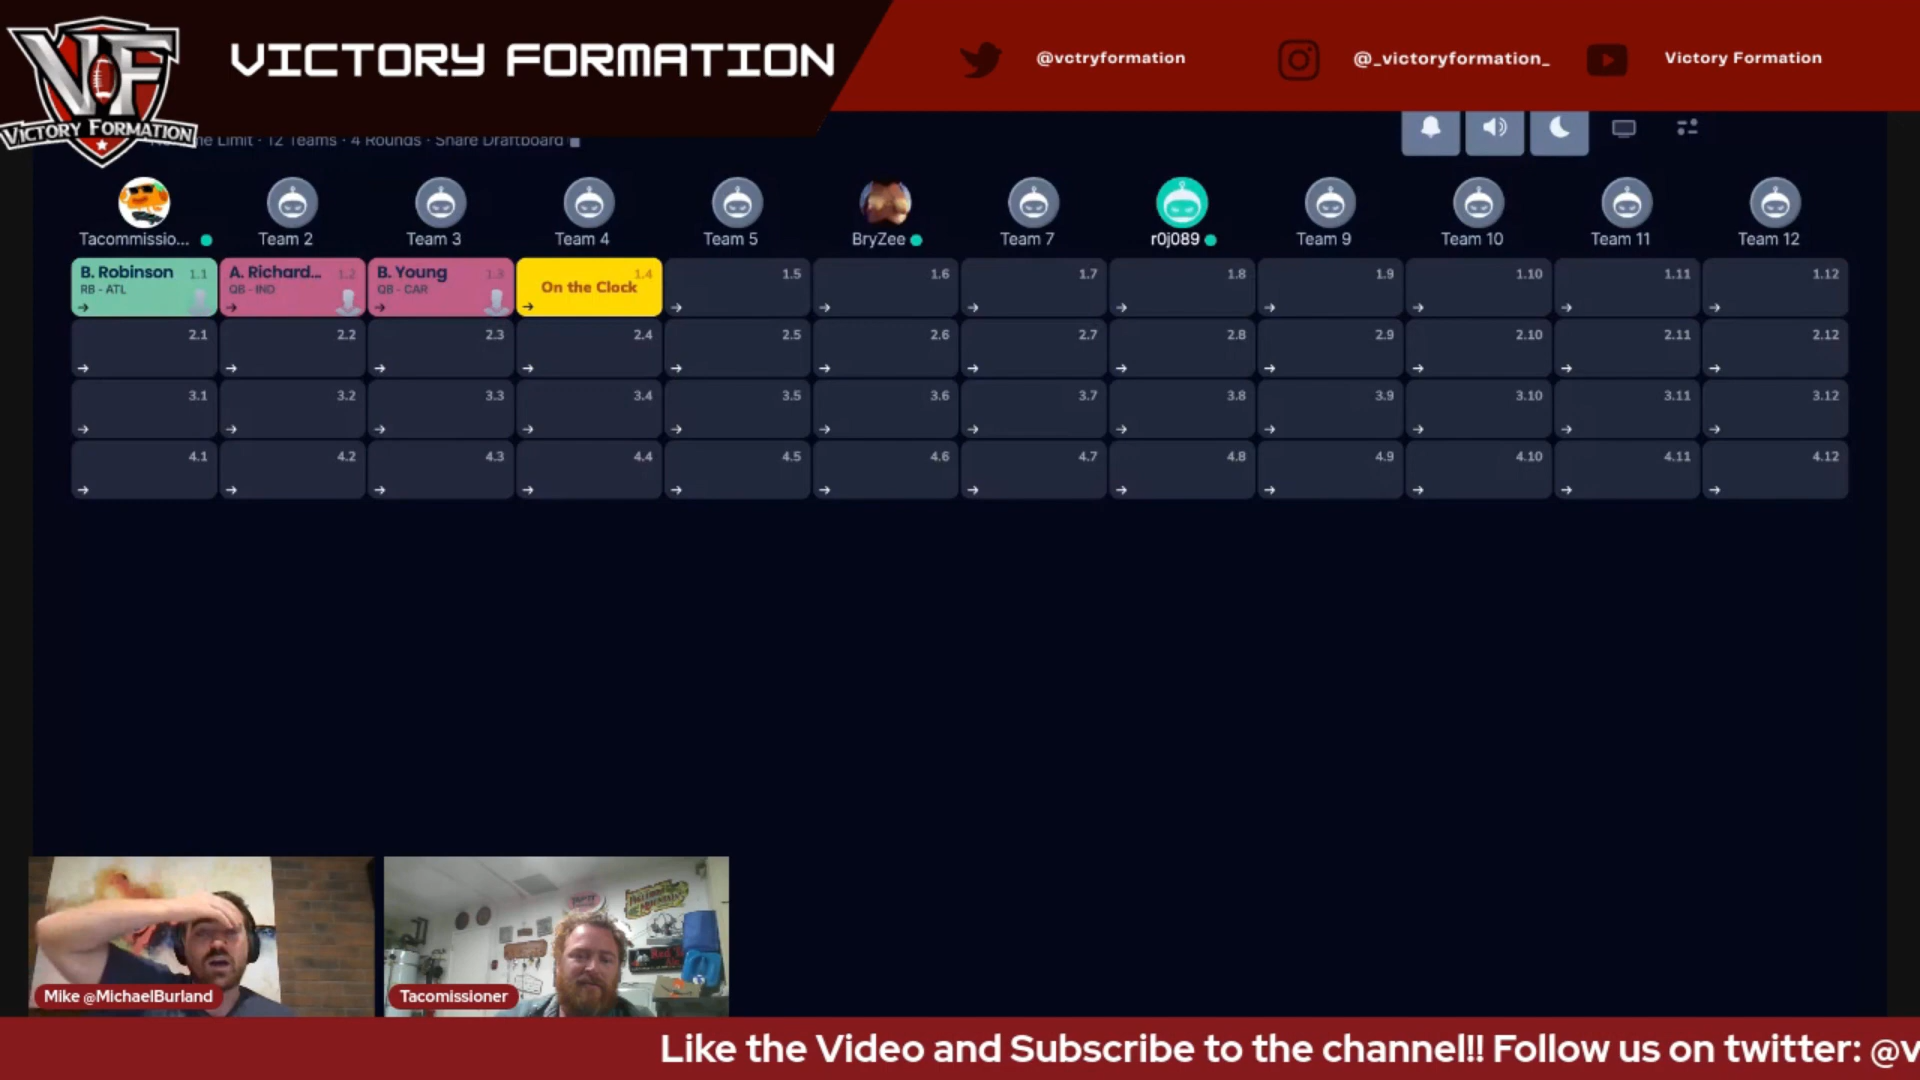 VF
VICTORY FORMATION
VICTORY FORMATION
@vctryformation
@_victoryformation_
Victory Formation
Limit · 12 Teams · 4 Rounds · Share Draftboard
Tacommissio... Team 2 Team 3 Team 4 Team 5 BryZee Team 7 r0j089 Team 9 Team 10 Team 11 Team 12
B. Robinson 1.1 A. Richard... 1.2 B. Young 1.3 1.4 1.5 1.6 1.7 1.8 1.9 1.10 1.11 1.12
RB - ATL QB - IND QB - CAR On the Clock
2.1 2.2 2.3 2.4 2.5 2.6 2.7 2.8 2.9 2.10 2.11 2.12
3.1 3.2 3.3 3.4 3.5 3.6 3.7 3.8 3.9 3.10 3.11 3.12
4.1 4.2 4.3 4.4 4.5 4.6 4.7 4.8 4.9 4.10 4.11 4.12
Mike @MichaelBurland
Tacomissioner
Like the Video and Subscribe to the channel!! Follow us on twitter: @v